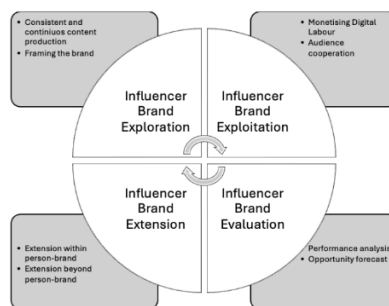 • Consistent and
continiuos content
production
• Framing the brand
• Monetising Digital
Labour
• Audience
cooperation
Influencer
Brand
Exploration
Influencer
Brand
Exploitation
Influencer
Brand
Extension
Influencer
Brand
Evaluation
• Extension within
person-brand
• Extension beyond
person-brand
Performance analysis
• Opportunity forecast